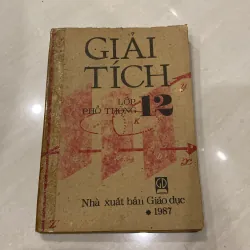 GIẢI
TÍCH
LỚP 12
PHỔ THÔNG
Nhà xuất bản Giáo dục
• 1987